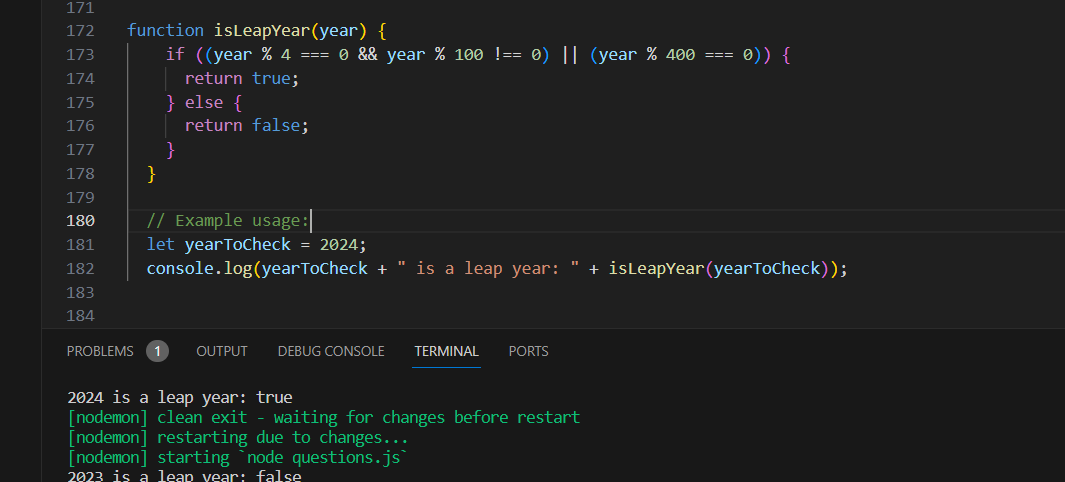 171
172 function isLeapYear(year) {
173 if ((year % 4 === 0 && year % 100 !== 0) || (year % 400 === 0)) {
174 return true;
175 } else {
176 return false;
177 }
178 }
179
180 // Example usage:
181 let yearToCheck = 2024;
182 console.log(yearToCheck + " is a leap year: " + isLeapYear(yearToCheck));
183
184
PROBLEMS 1 OUTPUT DEBUG CONSOLE TERMINAL PORTS
2024 is a leap year: true
[nodemon] clean exit - waiting for changes before restart
[nodemon] restarting due to changes...
[nodemon] starting `node questions.js`
2023 is a leap year: false